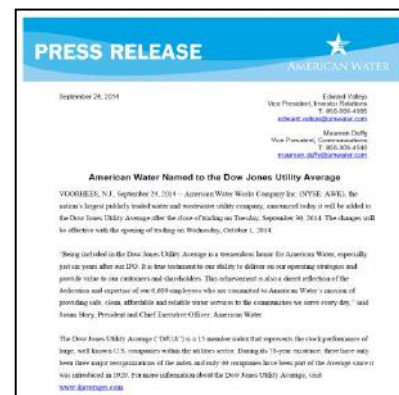 PRESS RELEASE
AMERICAN WATER
September 24, 2014
Edward Vallejo
Vice President, Investor Relations
edward.vallejo@amwater.com
Maureen Duffy
Vice President, Communications
maureen.duffy@amwater.com
American Water Named to the Dow Jones Utility Average
VOORHEES, N.J., September 24, 2014 – American Water Works Company Inc. (NYSE: AWK), the
nation's largest publicly traded water and wastewater utility company, announced today it will be added to
the Dow Jones Utility Average after the close of trading on Tuesday, September 30, 2014. The changes will
be effective with the opening of trading on Wednesday, October 1, 2014.
"Being included in the Dow Jones Utility Average is a tremendous honor for American Water, especially
just six years after our IPO. It is true testament to our ability to deliver on our operating strategies and
provide value to our customers and shareholders. This achievement is also a direct reflection of the
dedication and expertise of our 6,600 employees who are committed to American Water's mission of
providing safe, clean, affordable and reliable water services to the communities we serve every day," said
Susan Story, President and Chief Executive Officer, American Water.
The Dow Jones Utility Average ("DJUA") is a 15 member index that represents the stock performance of
large, well known U.S. companies within the utilities sector. During its 76-year existence, there have only
been three major reorganizations of the index and only 40 companies have been part of the Average since it
was introduced in 1929. For more information about the Dow Jones Utility Average, visit
www.djaverages.com